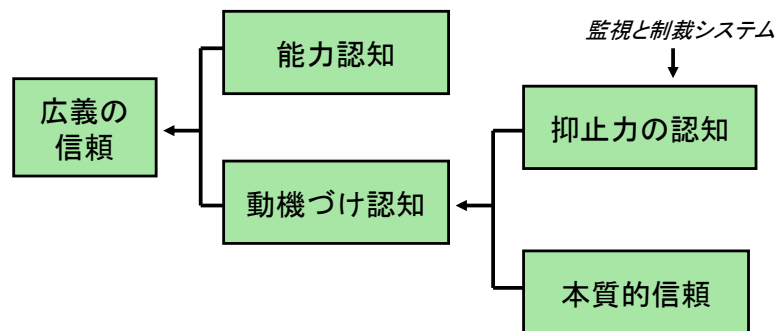 監視と制裁システム
能力認知
広義の
信頼
抑止力の認知
動機づけ認知
本質的信頼